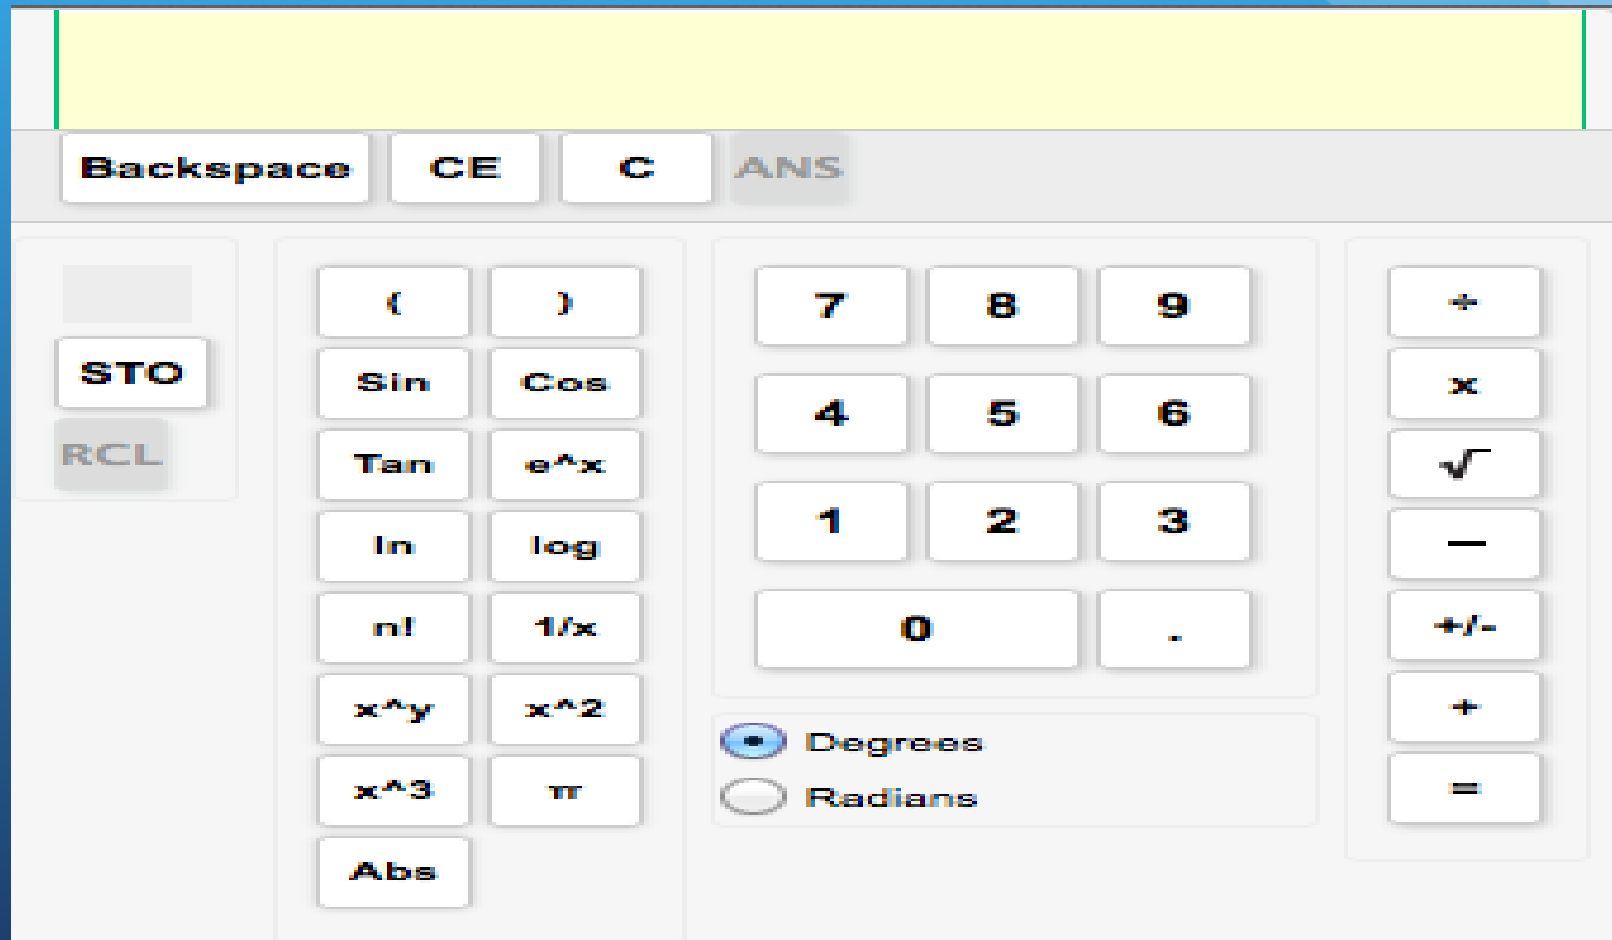 Backspace CE C ANS
( ) 7 8 9 ÷
STO Sin Cos 4 5 6 x
RCL Tan e^x √
ln log 1 2 3 —
n! 1/x 0 . +/-
x^y x^2 Degrees +
x^3 π Radians =
Abs